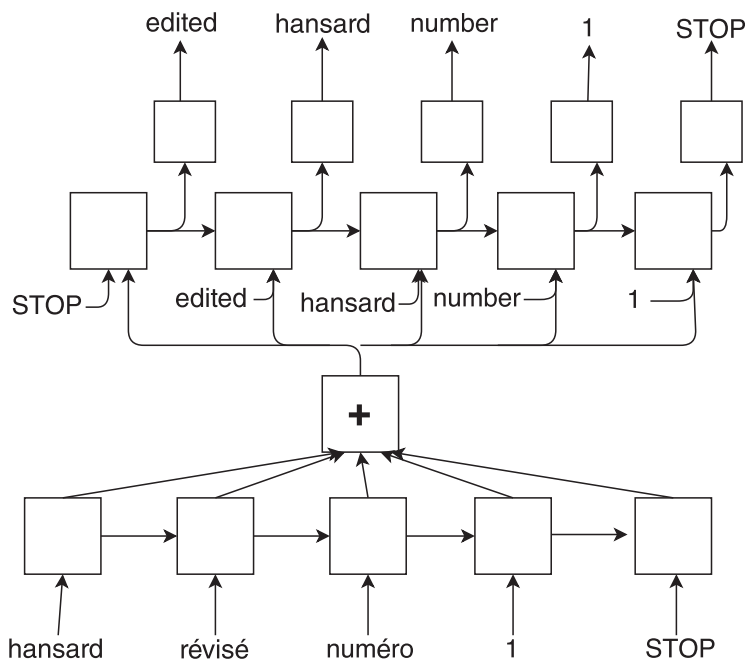 edited hansard number 1 STOP
STOP edited hansard number 1
+
hansard révisé numéro 1 STOP